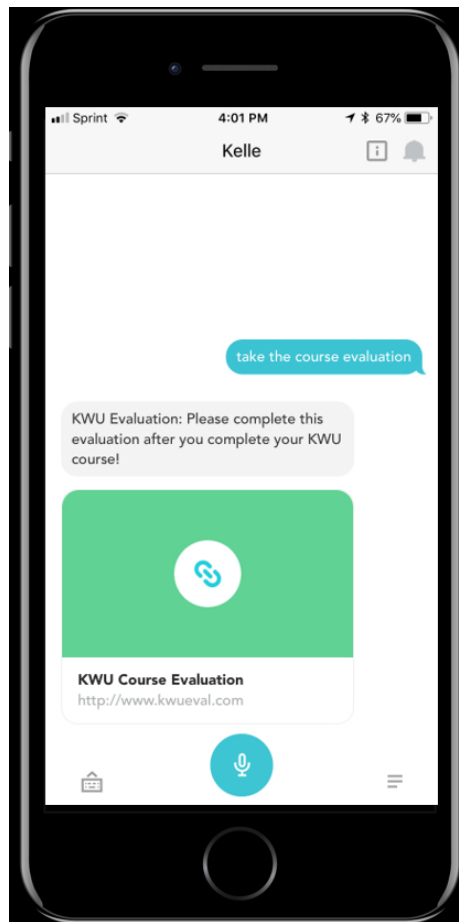 Sprint 4:01 PM 67%
Kelle
take the course evaluation
KWU Evaluation: Please complete this
evaluation after you complete your KWU
course!
KWU Course Evaluation
http://www.kwueval.com